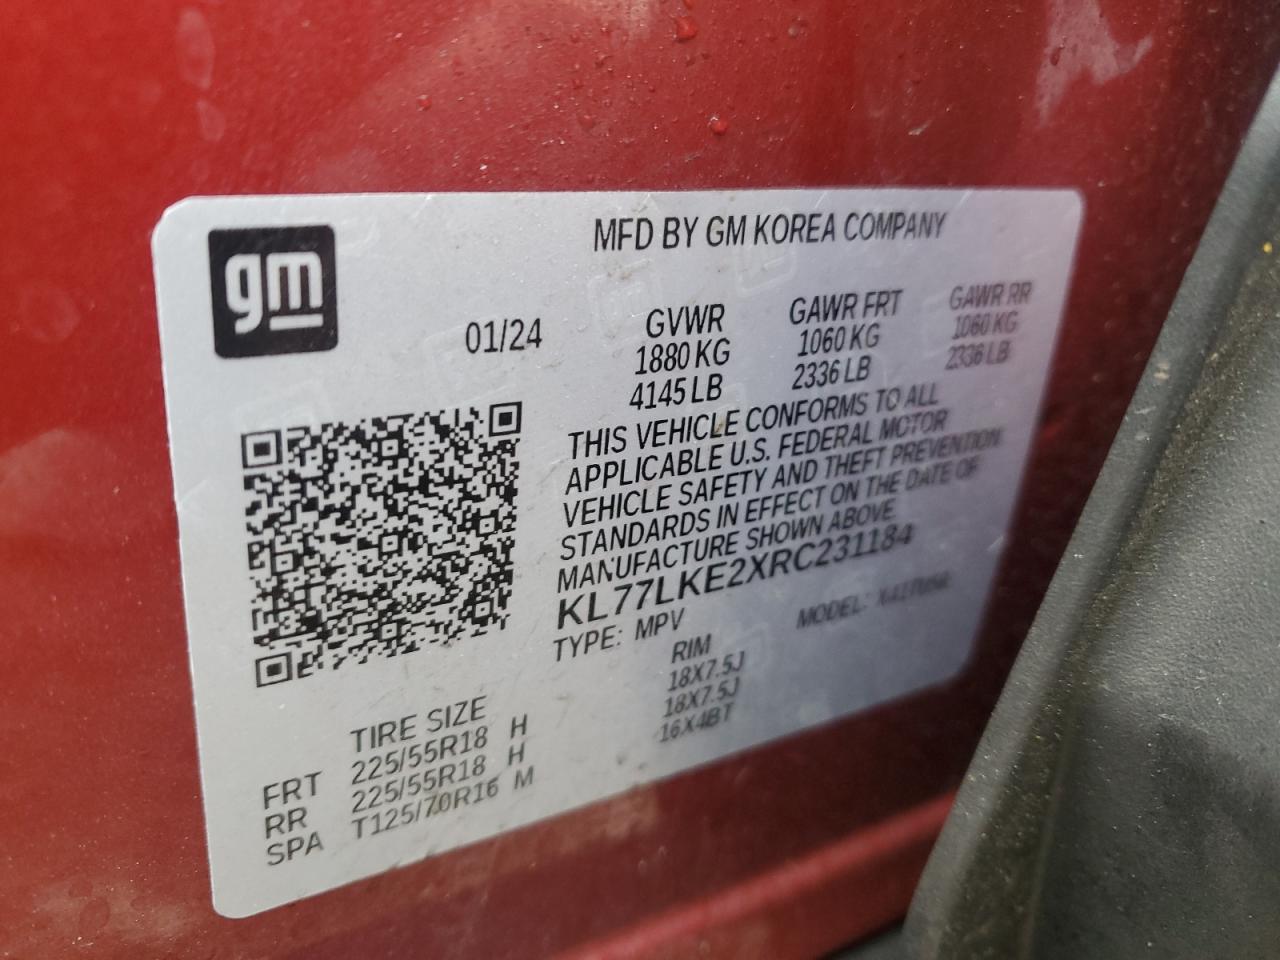 gm
MFD BY GM KOREA COMPANY
01/24
GVWR GAWR FRT GAWR RR
1880 KG 1060 KG 1060 KG
4145 LB 2336 LB 2336 LB
THIS VEHICLE CONFORMS TO ALL
APPLICABLE U.S. FEDERAL MOTOR
VEHICLE SAFETY AND THEFT PREVENTION
STANDARDS IN EFFECT ON THE DATE OF
MANUFACTURE SHOWN ABOVE
KL77LKE2XRC231184
TYPE: MPV MODEL:
TIRE SIZE RIM
FRT 225/55R18 H 18X7.5J
RR 225/55R18 H 18X7.5J
SPA T125/70R16 M 16X4BT